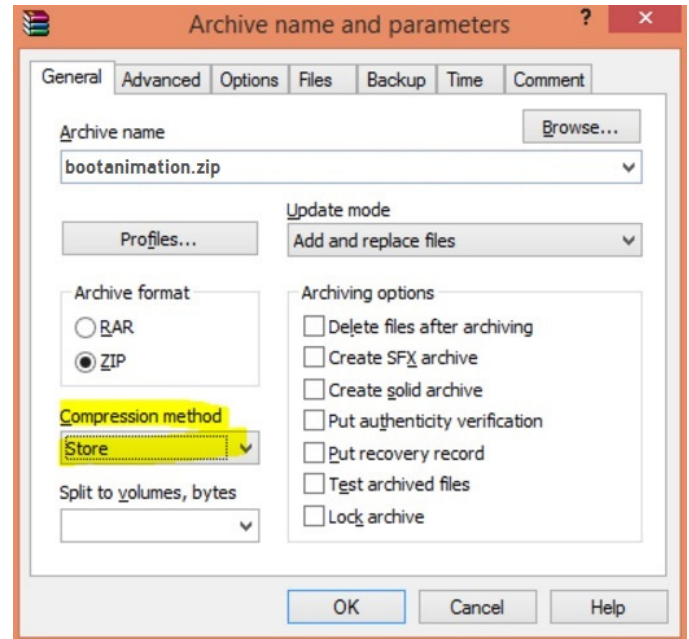 Archive name and parameters
? ×
General Advanced Options Files Backup Time Comment
Archive name
Browse...
bootanimation.zip
Profiles...
Update mode
Add and replace files
Archive format
RAR
ZIP
Compression method
Store
Split to volumes, bytes
Archiving options
Delete files after archiving
Create SFX archive
Create solid archive
Put authenticity verification
Put recovery record
Test archived files
Lock archive
OK Cancel Help